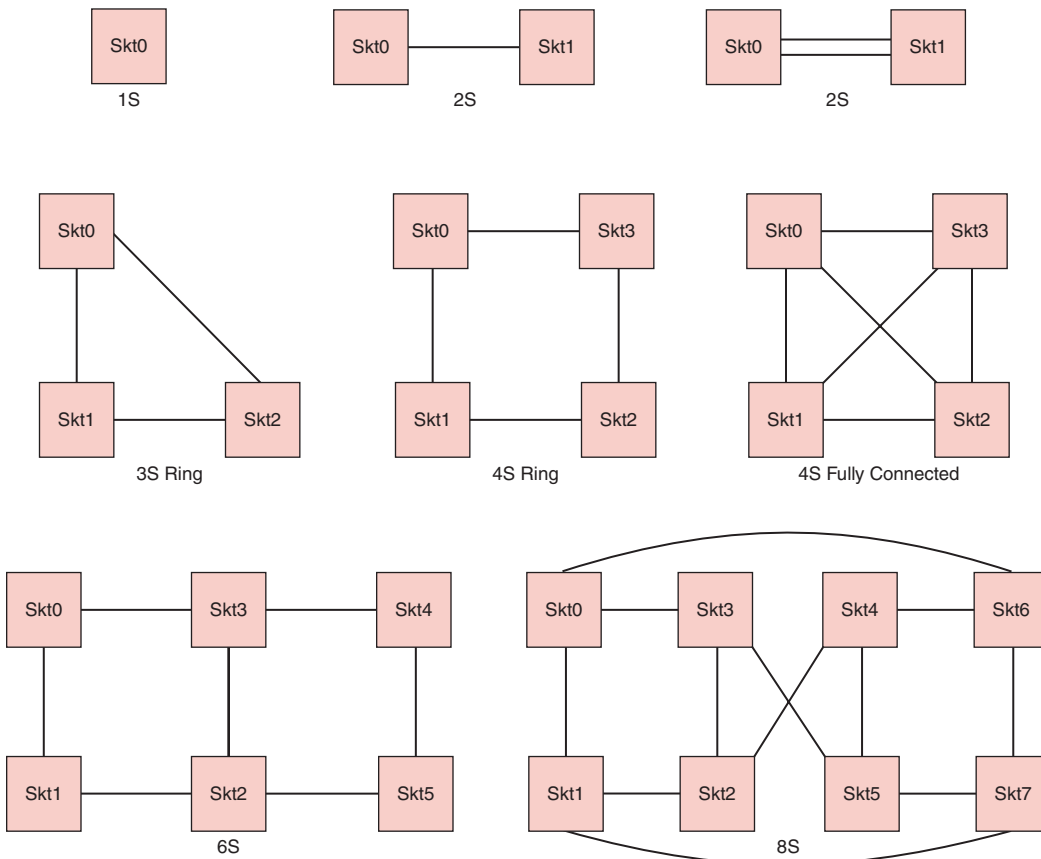 Skt0
1S
Skt0 Skt1
2S
Skt0 Skt1
2S
Skt0
Skt1 Skt2
3S Ring
Skt0 Skt3
Skt1 Skt2
4S Ring
Skt0 Skt3
Skt1 Skt2
4S Fully Connected
Skt0 Skt3 Skt4
Skt1 Skt2 Skt5
6S
Skt0 Skt3 Skt4 Skt6
Skt1 Skt2 Skt5 Skt7
8S